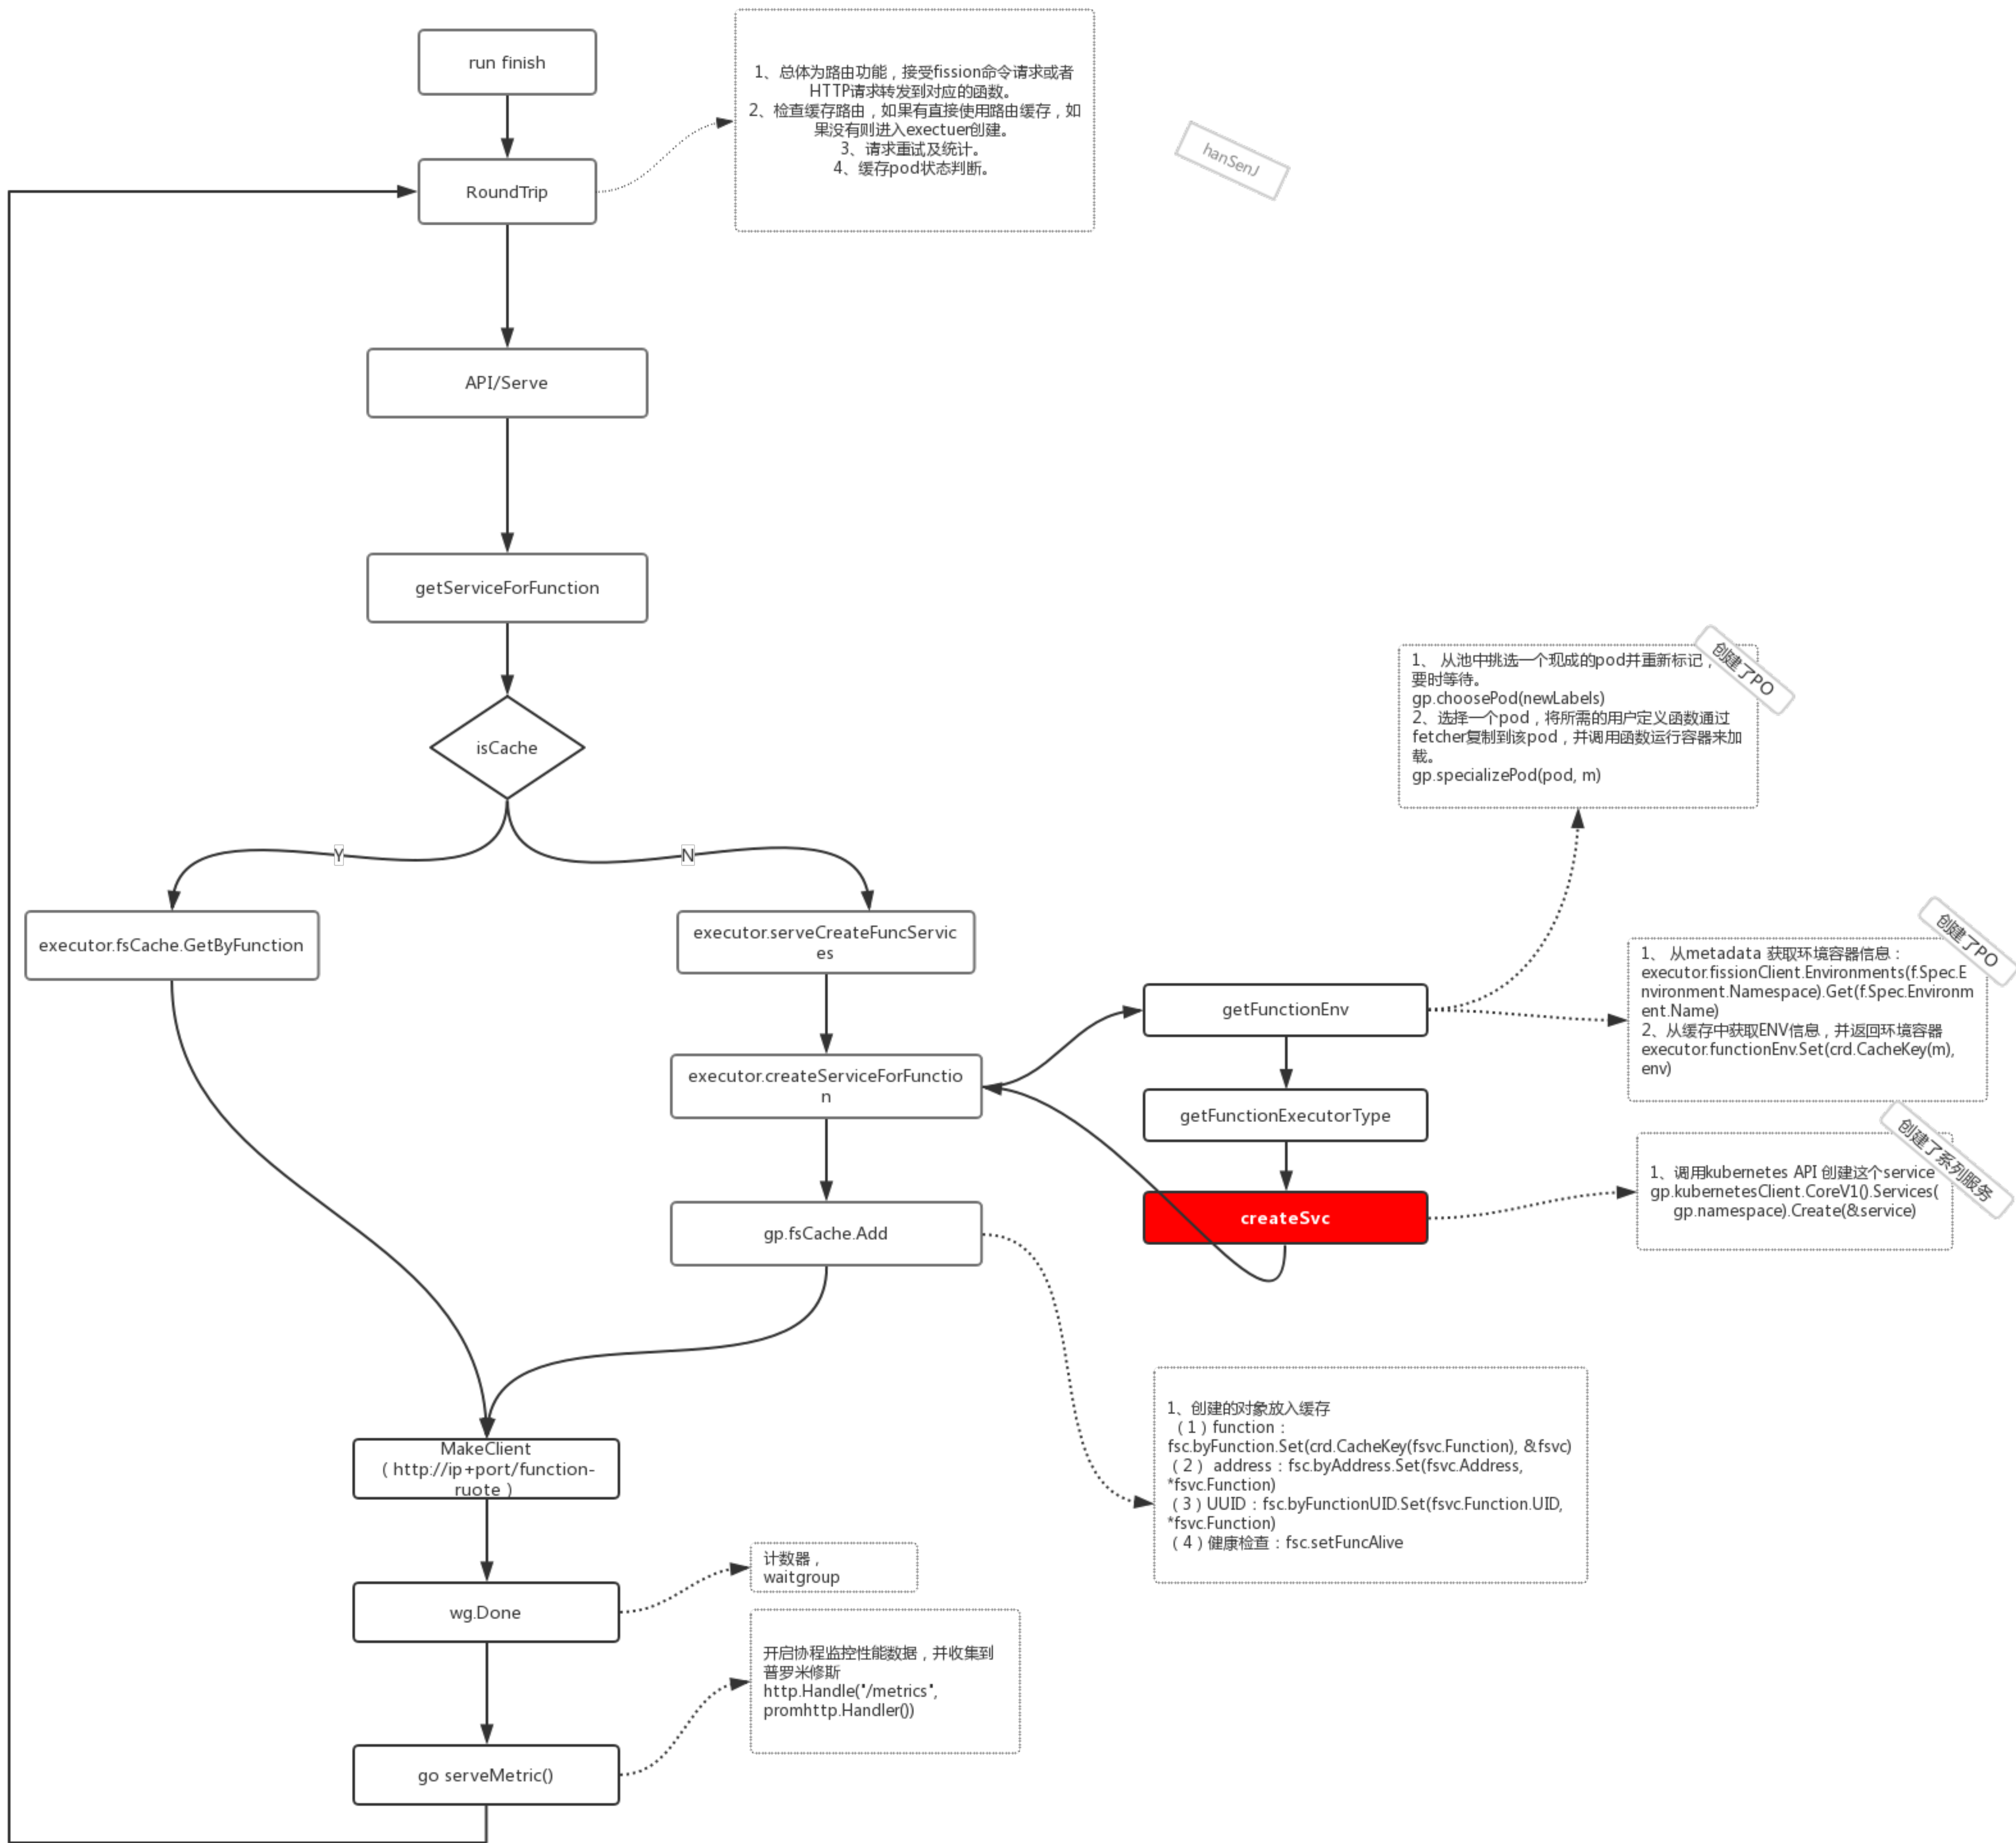 run finish
1、总体为路由功能，接受fission命令请求或者
HTTP请求转发到对应的函数。
2、检查缓存路由，如果有直接使用路由缓存，如
果没有则进入exectuer创建。
3、请求重试及统计。
4、缓存pod状态判断。
hanSenJ
RoundTrip
API/Serve
getServiceForFunction
isCache
Y
N
executor.fsCache.GetByFunction
executor.serveCreateFuncServic
es
executor.createServiceForFunctio
n
gp.fsCache.Add
getFunctionEnv
getFunctionExecutorType
createSvc
创建了PO
1、 从池中挑选一个现成的pod并重新标记，
要时等待。
gp.choosePod(newLabels)
2、选择一个pod，将所需的用户定义函数通过
fetcher复制到该pod，并调用函数运行容器来加
载。
gp.specializePod(pod, m)
创建了PO
1、 从metadata 获取环境容器信息：
executor.fissionClient.Environments(f.Spec.E
nvironment.Namespace).Get(f.Spec.Environm
ent.Name)
2、从缓存中获取ENV信息，并返回环境容器
executor.functionEnv.Set(crd.CacheKey(m),
env)
创建了系列服务
1、调用kubernetes API 创建这个service
gp.kubernetesClient.CoreV1().Services(
gp.namespace).Create(&service)
1、创建的对象放入缓存
（1）function：
fsc.byFunction.Set(crd.CacheKey(fsvc.Function), &fsvc)
（2） address：fsc.byAddress.Set(fsvc.Address,
*fsvc.Function)
（3）UUID：fsc.byFunctionUID.Set(fsvc.Function.UID,
*fsvc.Function)
（4）健康检查：fsc.setFuncAlive
MakeClient
（http://ip+port/function-
ruote）
wg.Done
计数器，
waitgroup
go serveMetric()
开启协程监控性能数据，并收集到
普罗米修斯
http.Handle("/metrics",
promhttp.Handler())